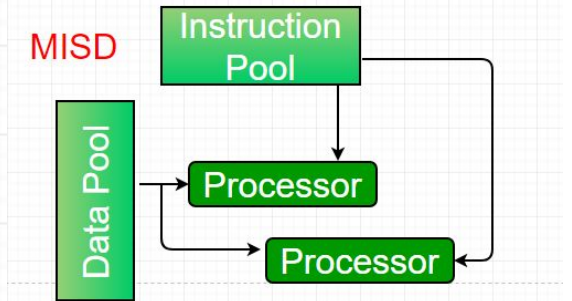 MISD
Instruction
Pool
Data Pool
Processor
Processor